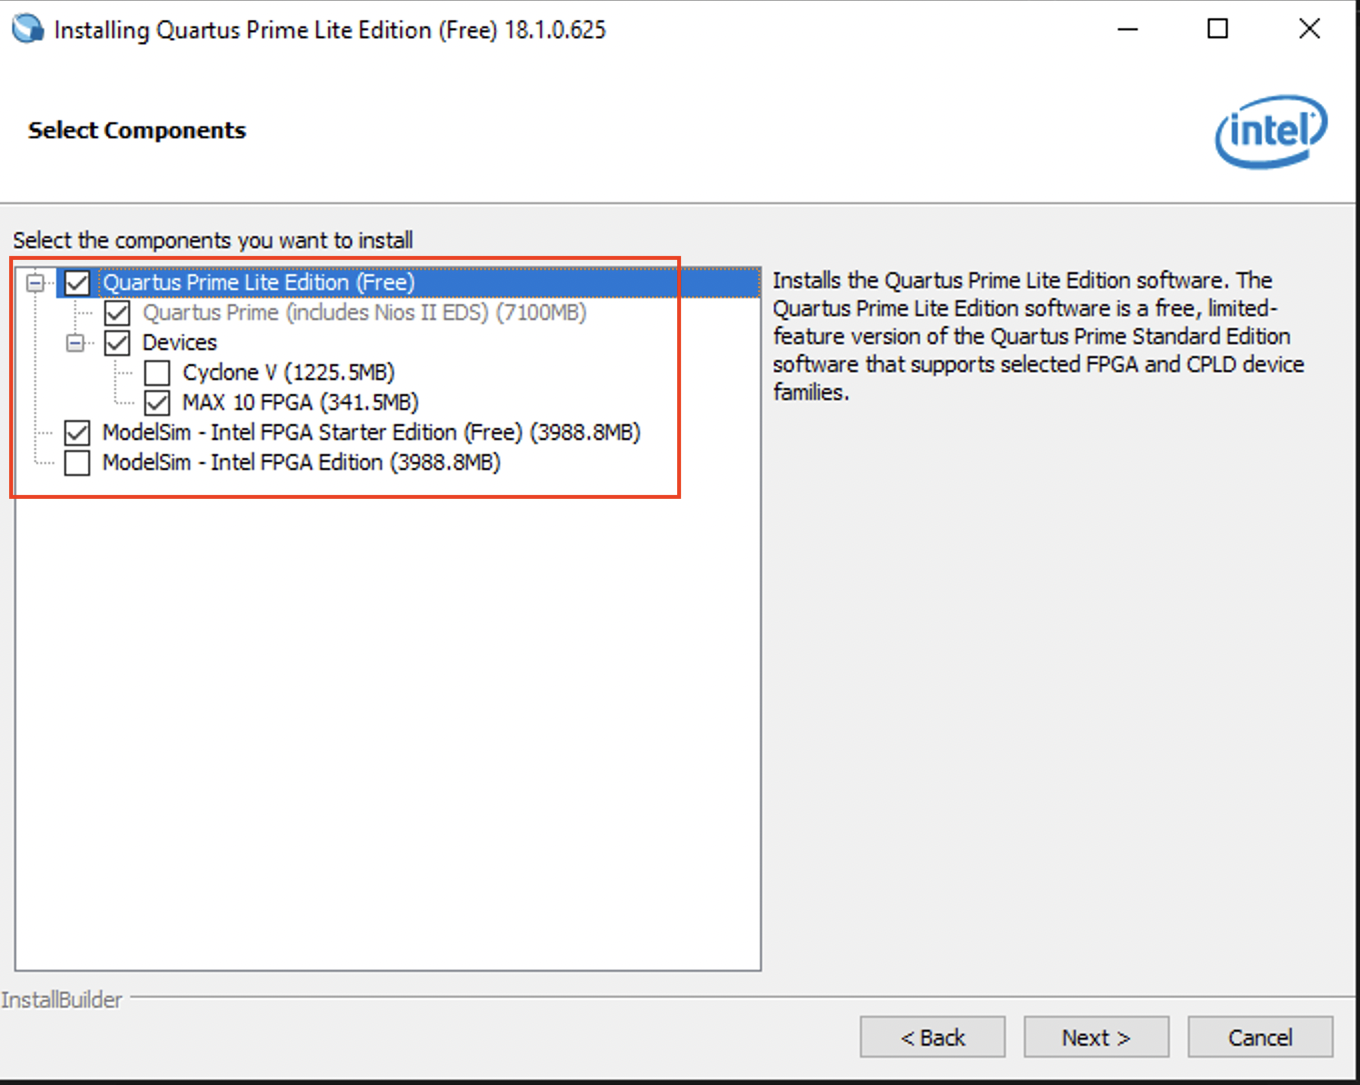 Installing Quartus Prime Lite Edition (Free) 18.1.0.625
Select Components
intel
Select the components you want to install
Quartus Prime Lite Edition (Free)
Quartus Prime (includes Nios II EDS) (7100MB)
Devices
Cyclone V (1225.5MB)
MAX 10 FPGA (341.5MB)
ModelSim - Intel FPGA Starter Edition (Free) (3988.8MB)
ModelSim - Intel FPGA Edition (3988.8MB)
Installs the Quartus Prime Lite Edition software. The
Quartus Prime Lite Edition software is a free, limited-
feature version of the Quartus Prime Standard Edition
software that supports selected FPGA and CPLD device
families.
InstallBuilder
< Back
Next >
Cancel